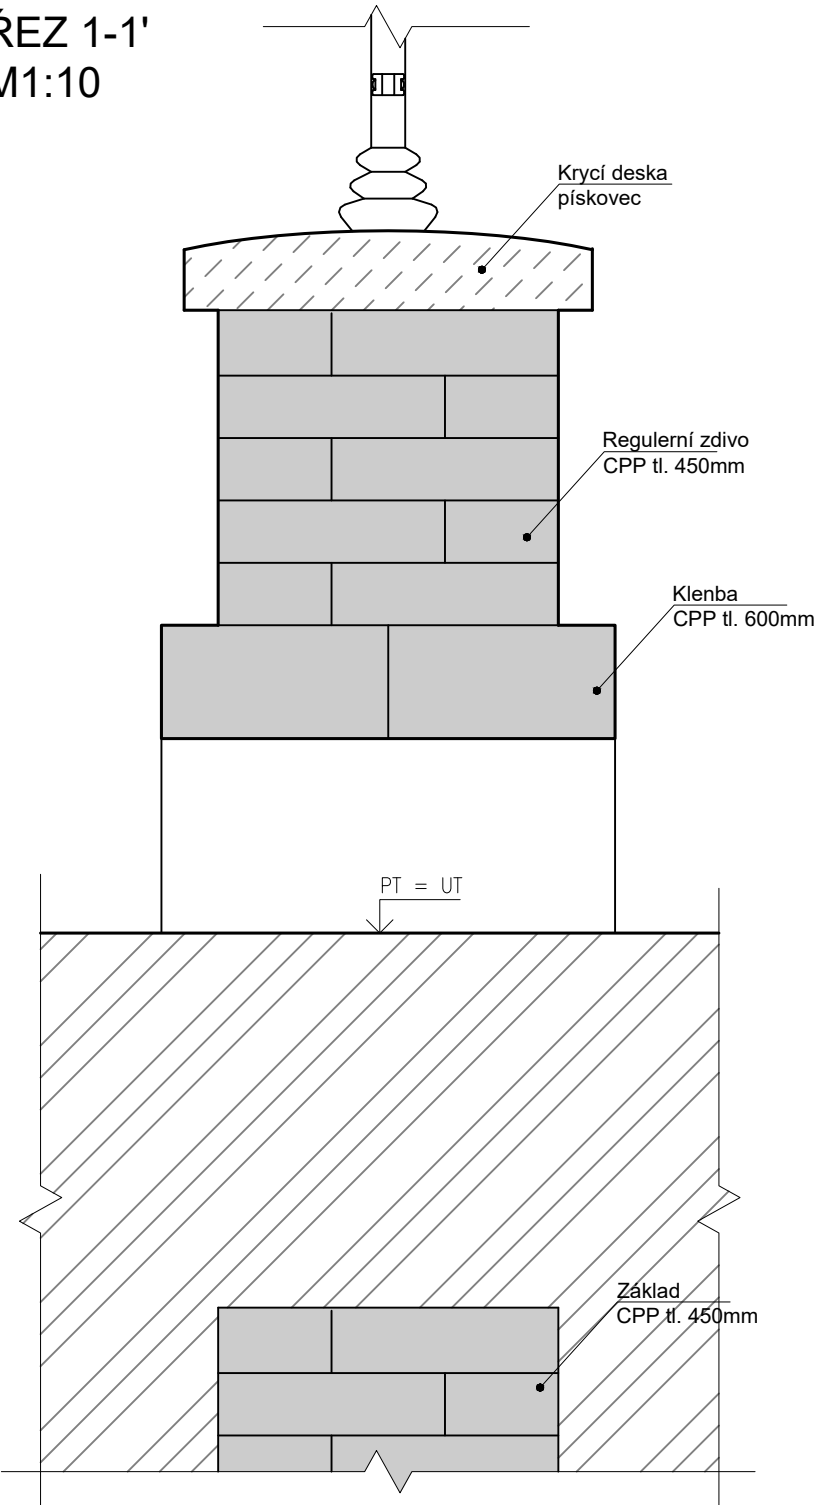 ŘEZ 1-1'
M1:10
Krycí deska
pískovec
Regulerní zdivo
CPP tl. 450mm
Klenba
CPP tl. 600mm
PT = UT
Základ
CPP tl. 450mm